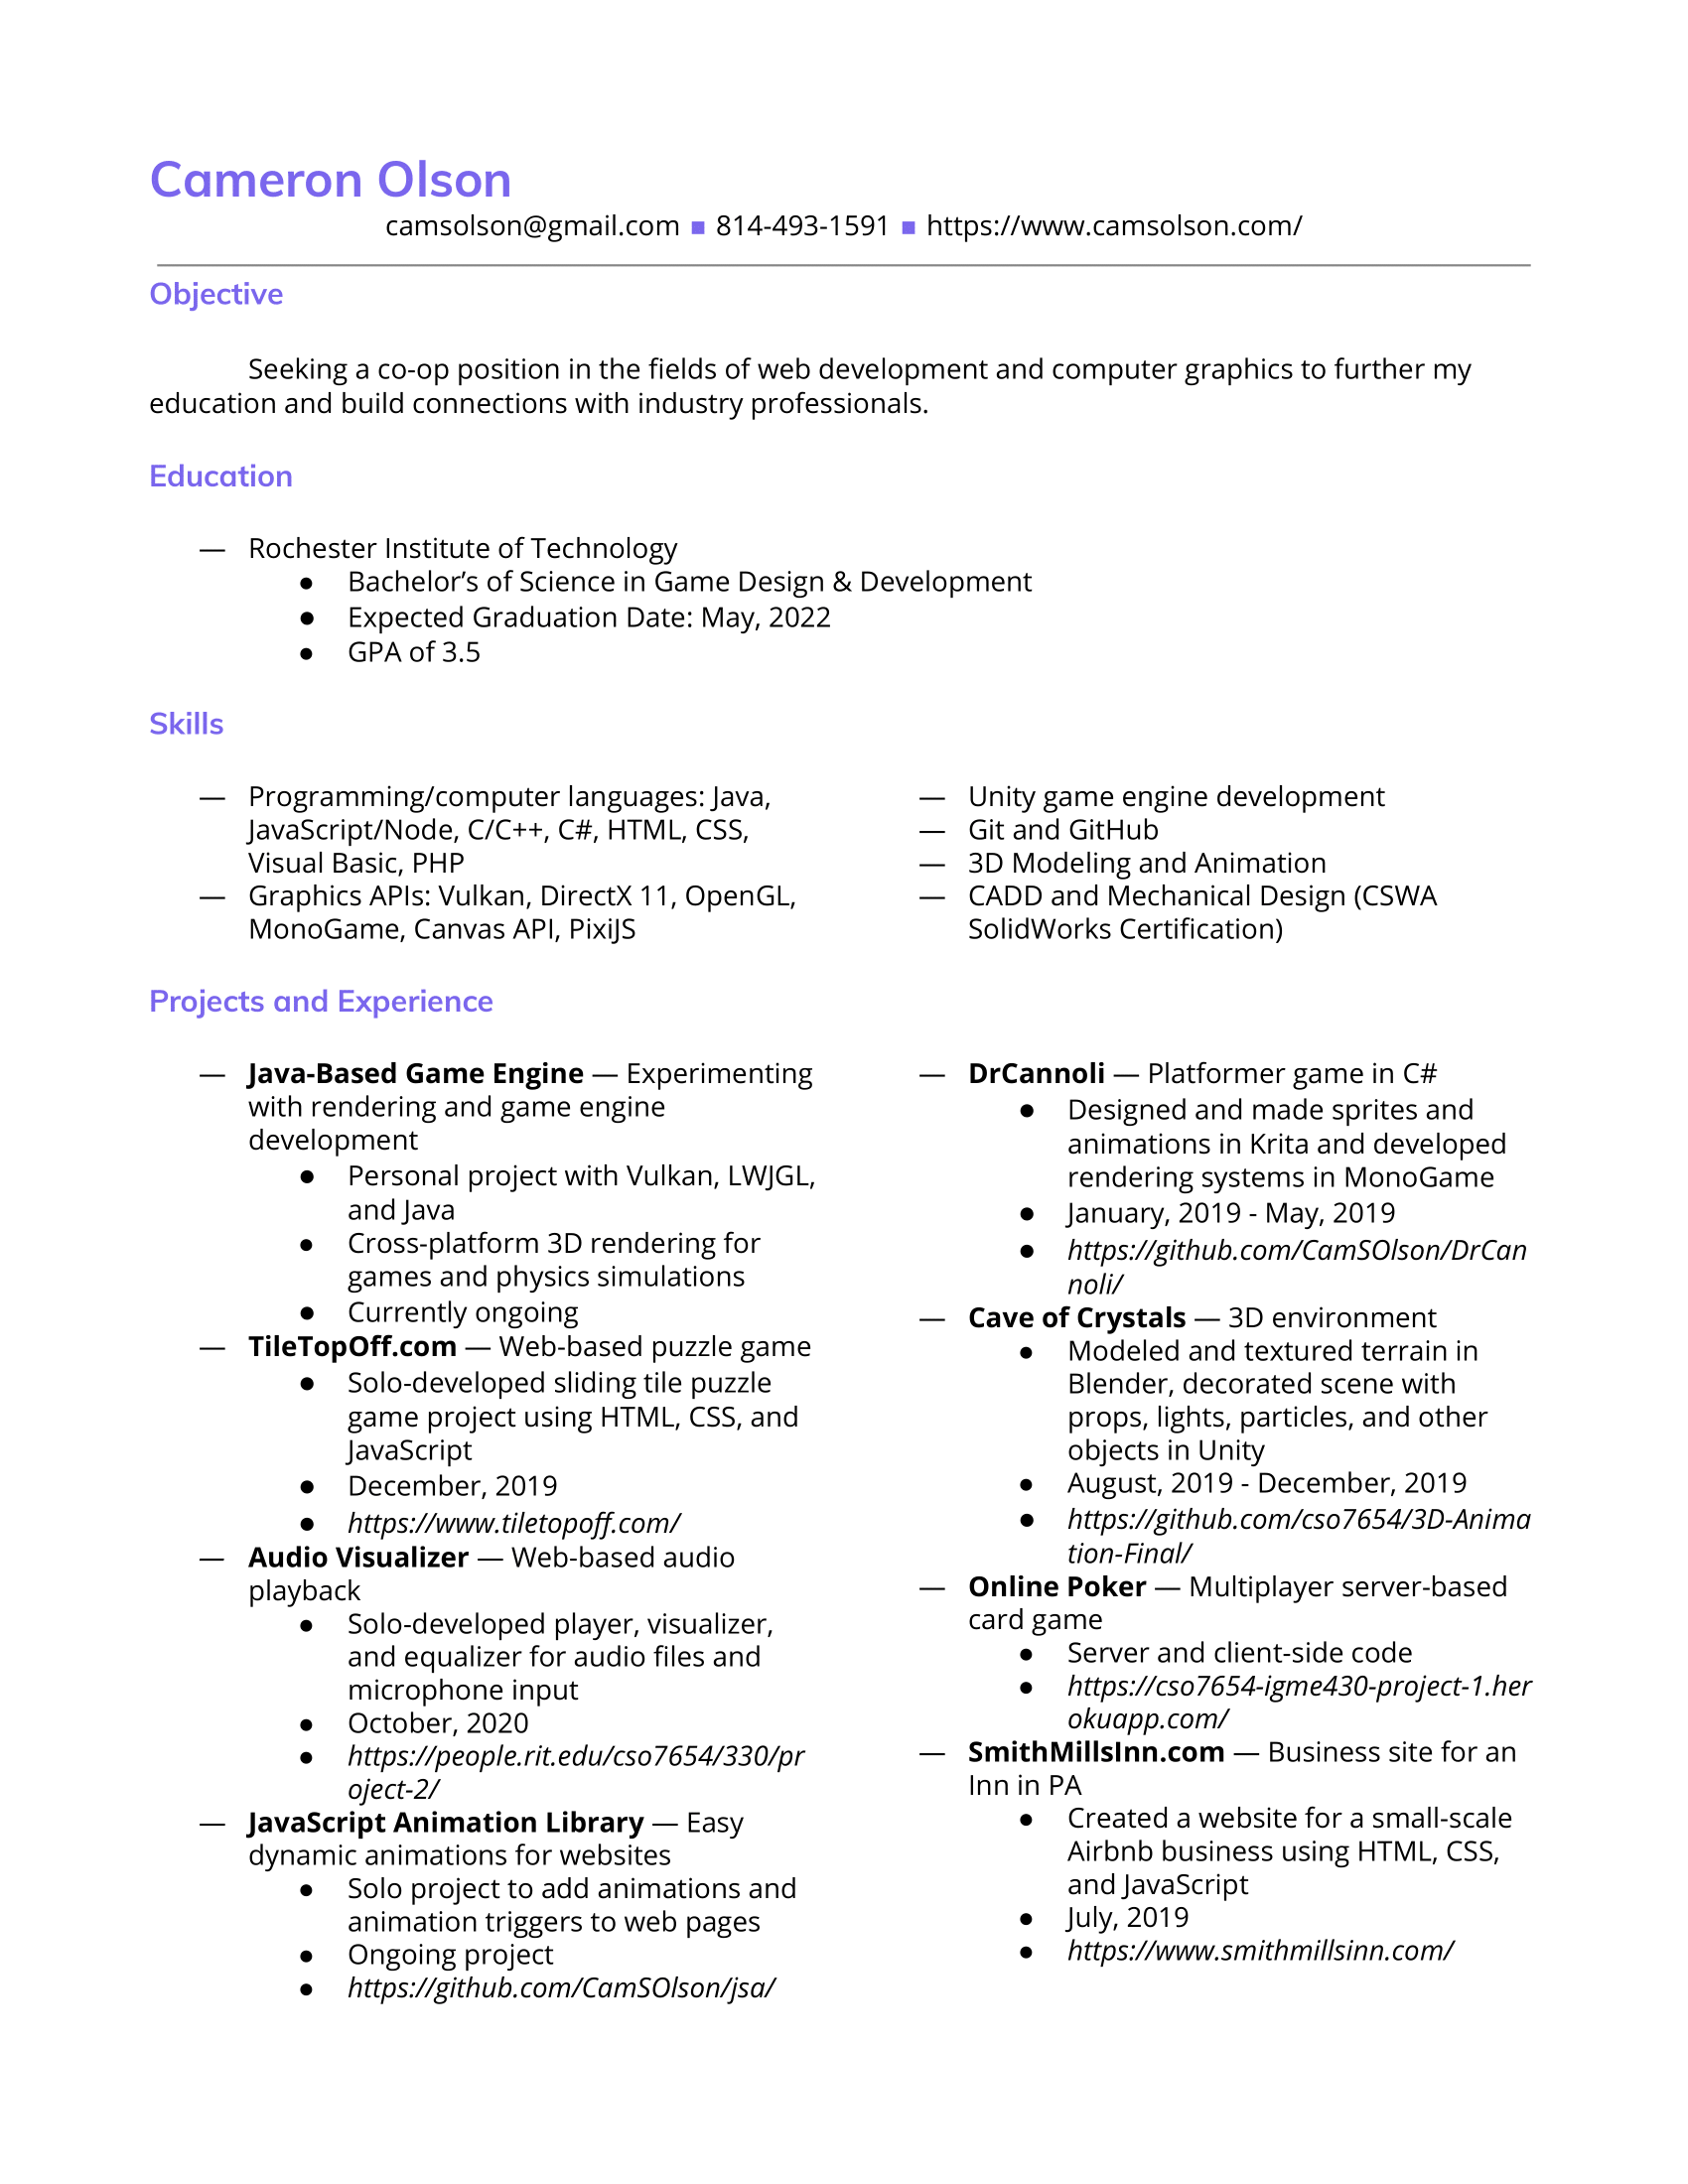 Cameron Olson
camsolson@gmail.com ■ 814-493-1591 ■ https://www.camsolson.com/
Objective
Seeking a co-op position in the fields of web development and computer graphics to further my
education and build connections with industry professionals.
Education
— Rochester Institute of Technology
● Bachelor’s of Science in Game Design & Development
● Expected Graduation Date: May, 2022
● GPA of 3.5
Skills
— Programming/computer languages: Java,
JavaScript/Node, C/C++, C#, HTML, CSS,
Visual Basic, PHP
— Graphics APIs: Vulkan, DirectX 11, OpenGL,
MonoGame, Canvas API, PixiJS
— Unity game engine development
— Git and GitHub
— 3D Modeling and Animation
— CADD and Mechanical Design (CSWA
SolidWorks Certification)
Projects and Experience
— Java-Based Game Engine — Experimenting
with rendering and game engine
development
● Personal project with Vulkan, LWJGL,
and Java
● Cross-platform 3D rendering for
games and physics simulations
● Currently ongoing
— TileTopOff.com — Web-based puzzle game
● Solo-developed sliding tile puzzle
game project using HTML, CSS, and
JavaScript
● December, 2019
● https://www.tiletopoff.com/
— Audio Visualizer — Web-based audio
playback
● Solo-developed player, visualizer,
and equalizer for audio files and
microphone input
● October, 2020
● https://people.rit.edu/cso7654/330/pr
oject-2/
— JavaScript Animation Library — Easy
dynamic animations for websites
● Solo project to add animations and
animation triggers to web pages
● Ongoing project
● https://github.com/CamSOlson/jsa/
— DrCannoli — Platformer game in C#
● Designed and made sprites and
animations in Krita and developed
rendering systems in MonoGame
● January, 2019 - May, 2019
● https://github.com/CamSOlson/DrCan
noli/
— Cave of Crystals — 3D environment
● Modeled and textured terrain in
Blender, decorated scene with
props, lights, particles, and other
objects in Unity
● August, 2019 - December, 2019
● https://github.com/cso7654/3D-Anima
tion-Final/
— Online Poker — Multiplayer server-based
card game
● Server and client-side code
● https://cso7654-igme430-project-1.her
okuapp.com/
— SmithMillsInn.com — Business site for an
Inn in PA
● Created a website for a small-scale
Airbnb business using HTML, CSS,
and JavaScript
● July, 2019
● https://www.smithmillsinn.com/